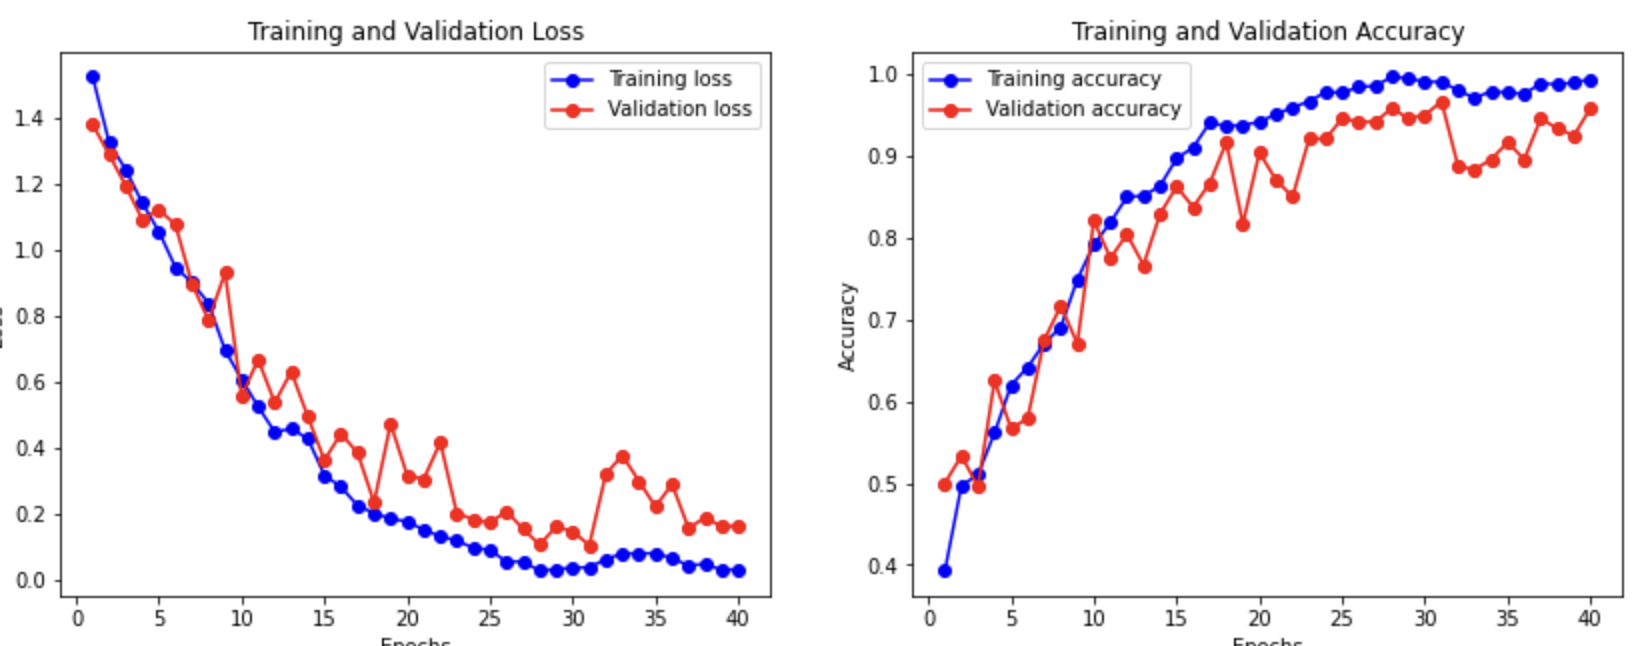 Training and Validation Loss
Training loss
Validation loss
1.4
1.2
1.0
0.8
0.6
0.4
0.2
0.0
0 5 10 15 20 25 30 35 40
Epochs
Training and Validation Accuracy
Training accuracy
Validation accuracy
Accuracy
1.0
0.9
0.8
0.7
0.6
0.5
0.4
0 5 10 15 20 25 30 35 40
Epochs